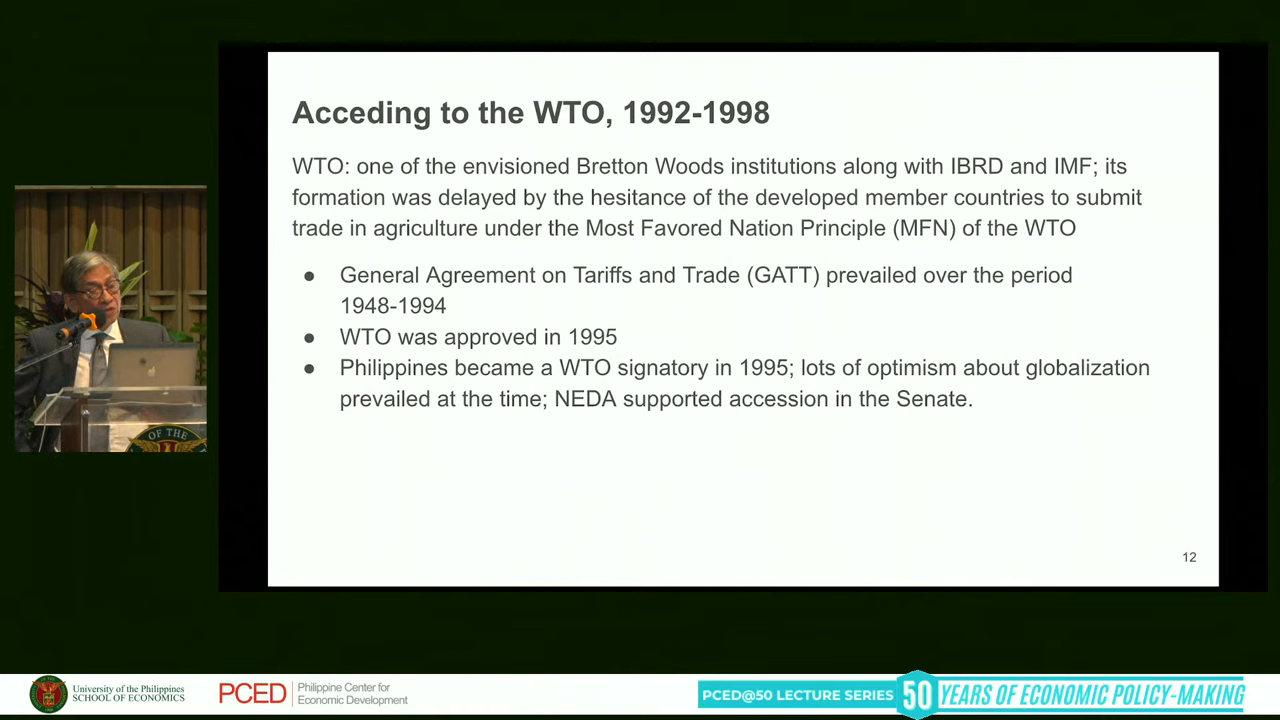 Acceding to the WTO, 1992-1998
WTO: one of the envisioned Bretton Woods institutions along with IBRD and IMF; its
formation was delayed by the hesitance of the developed member countries to submit
trade in agriculture under the Most Favored Nation Principle (MFN) of the WTO
● General Agreement on Tariffs and Trade (GATT) prevailed over the period
1948-1994
● WTO was approved in 1995
● Philippines became a WTO signatory in 1995; lots of optimism about globalization
prevailed at the time; NEDA supported accession in the Senate.
12
OF THE
University of the Philippines
SCHOOL OF ECONOMICS
PCED
Philippine Center for
Economic Development
PCED@50 LECTURE SERIES
50 YEARS OF ECONOMIC POLICY-MAKING